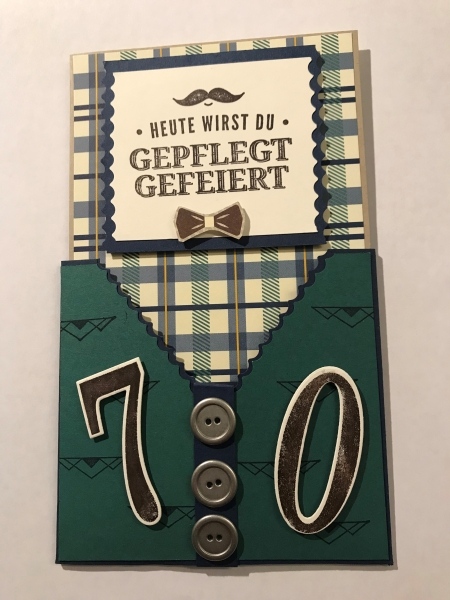 • HEUTE WIRST DU •
GEPFLEGT
GEFEIERT
70